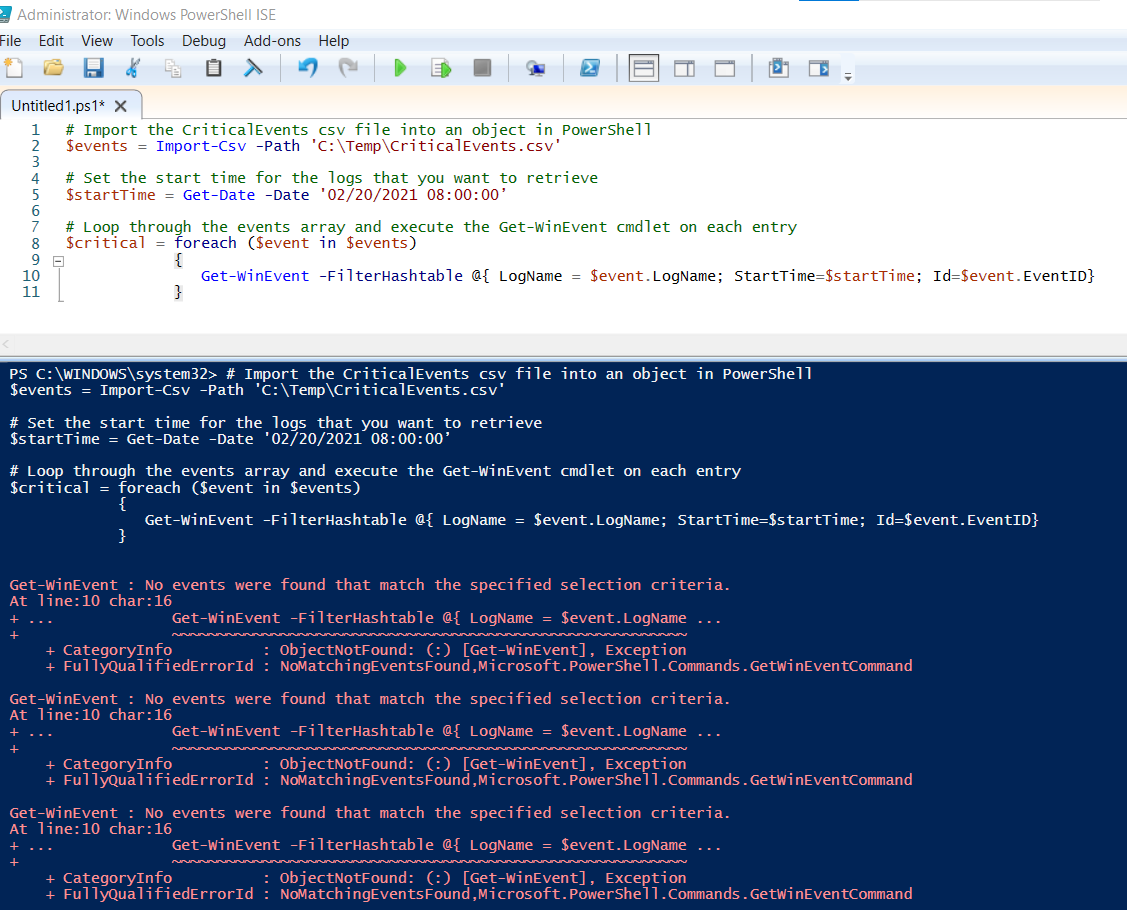 Administrator: Windows PowerShell ISE
File Edit View Tools Debug Add-ons Help
Untitled1.ps1*
1 # Import the CriticalEvents csv file into an object in PowerShell
2 $events = Import-Csv -Path 'C:\Temp\CriticalEvents.csv'
3
4 # Set the start time for the logs that you want to retrieve
5 $startTime = Get-Date -Date '02/20/2021 08:00:00’
6
7 # Loop through the events array and execute the Get-WinEvent cmdlet on each entry
8 $critical = foreach ($event in $events)
9 {
10 Get-WinEvent -FilterHashtable @{ LogName = $event.LogName; StartTime=$startTime; Id=$event.EventID}
11 }
PS C:\WINDOWS\system32> # Import the CriticalEvents csv file into an object in PowerShell
$events = Import-Csv -Path 'C:\Temp\CriticalEvents.csv'
# Set the start time for the logs that you want to retrieve
$startTime = Get-Date -Date '02/20/2021 08:00:00’
# Loop through the events array and execute the Get-WinEvent cmdlet on each entry
$critical = foreach ($event in $events)
{
Get-WinEvent -FilterHashtable @{ LogName = $event.LogName; StartTime=$startTime; Id=$event.EventID}
}
Get-WinEvent : No events were found that match the specified selection criteria.
At line:10 char:16
+ ... Get-WinEvent -FilterHashtable @{ LogName = $event.LogName ...
+ ~~~~~~~~~~~~~~~~~~~~~~~~~~~~~~~~~~~~~~~~~~~~~~~~~~~~~~~~~
+ CategoryInfo : ObjectNotFound: (:) [Get-WinEvent], Exception
+ FullyQualifiedErrorId : NoMatchingEventsFound,Microsoft.PowerShell.Commands.GetWinEventCommand
Get-WinEvent : No events were found that match the specified selection criteria.
At line:10 char:16
+ ... Get-WinEvent -FilterHashtable @{ LogName = $event.LogName ...
+ ~~~~~~~~~~~~~~~~~~~~~~~~~~~~~~~~~~~~~~~~~~~~~~~~~~~~~~~~~
+ CategoryInfo : ObjectNotFound: (:) [Get-WinEvent], Exception
+ FullyQualifiedErrorId : NoMatchingEventsFound,Microsoft.PowerShell.Commands.GetWinEventCommand
Get-WinEvent : No events were found that match the specified selection criteria.
At line:10 char:16
+ ... Get-WinEvent -FilterHashtable @{ LogName = $event.LogName ...
+ ~~~~~~~~~~~~~~~~~~~~~~~~~~~~~~~~~~~~~~~~~~~~~~~~~~~~~~~~~
+ CategoryInfo : ObjectNotFound: (:) [Get-WinEvent], Exception
+ FullyQualifiedErrorId : NoMatchingEventsFound,Microsoft.PowerShell.Commands.GetWinEventCommand